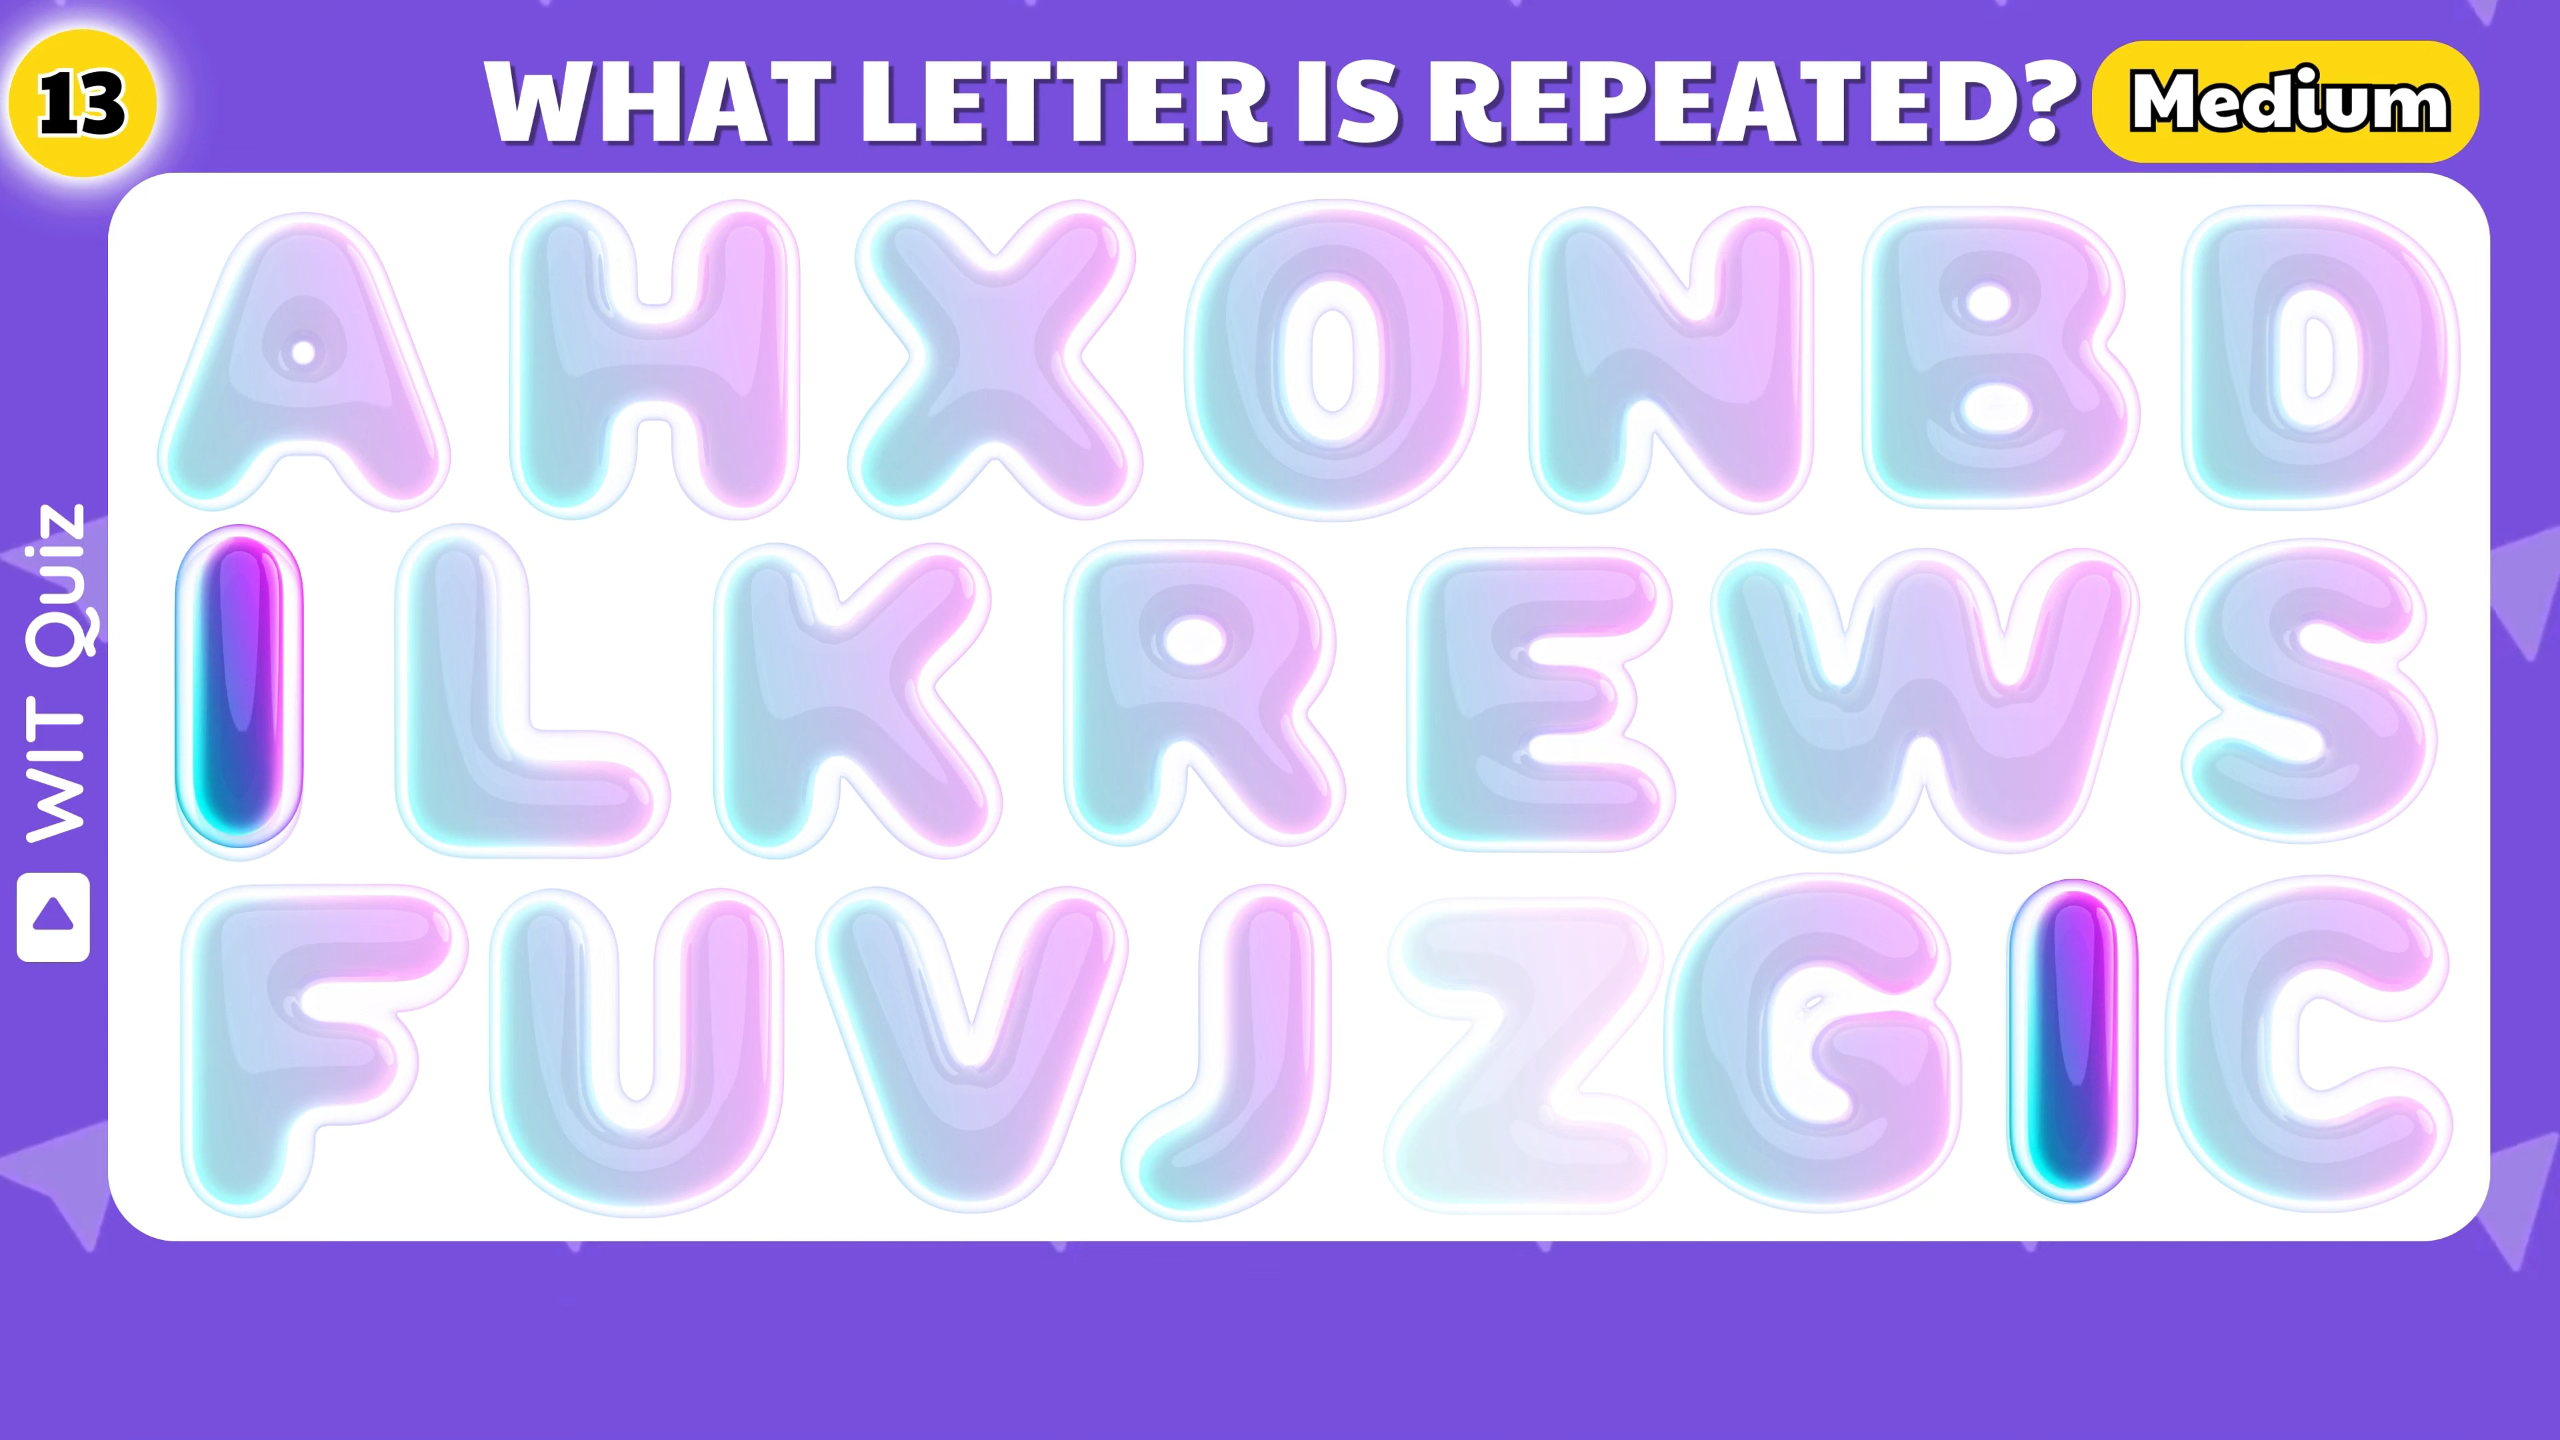 13
WHAT LETTER IS REPEATED?
Medium
A H X O N B D
I L K R E W S
F U V J Z G I C
WIT Quiz